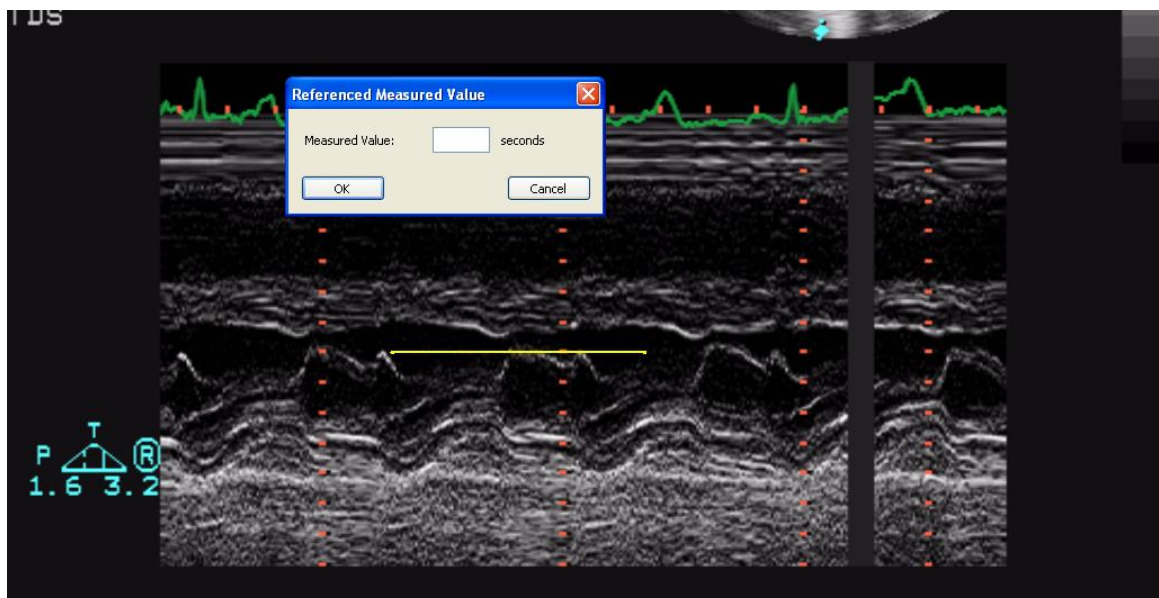 TDS
Referenced Measured Value
Measured Value: seconds
OK Cancel
T
P R
1.6 3.2